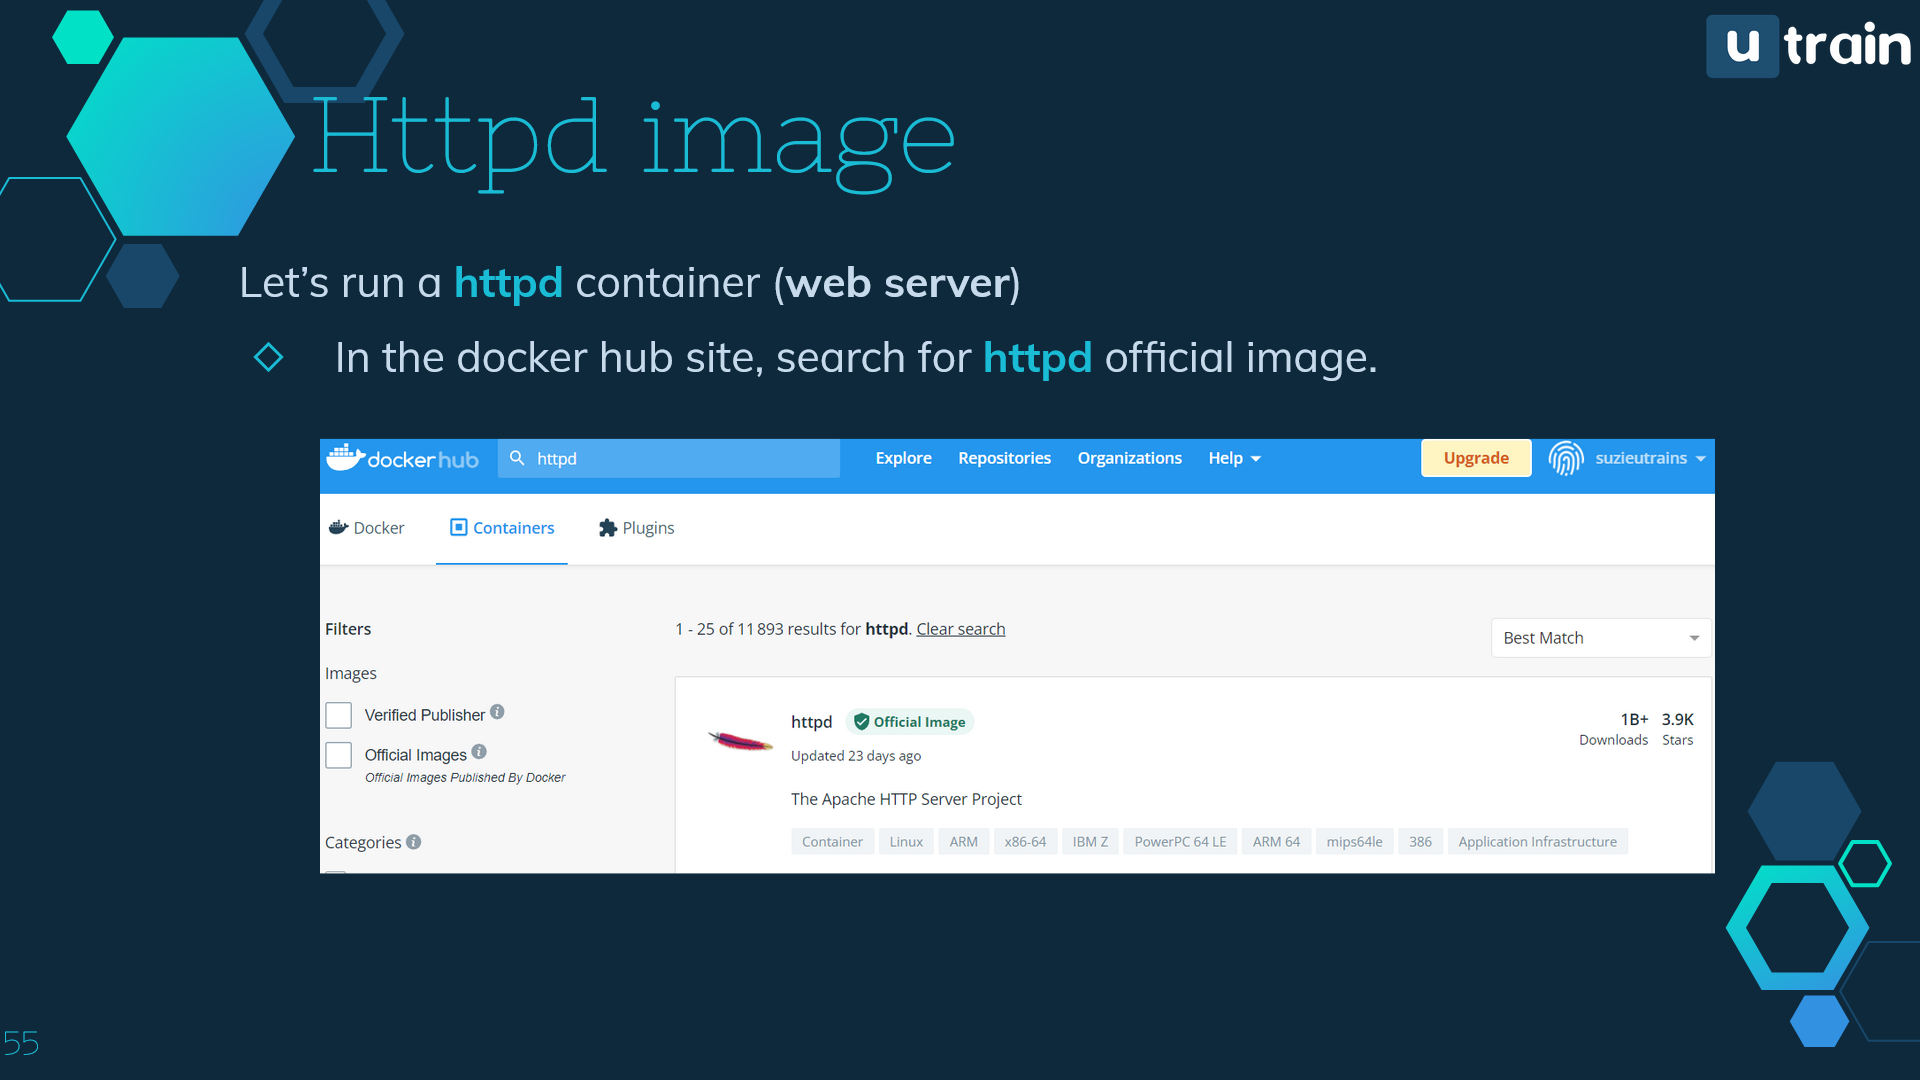 u train
Httpd image
Let's run a httpd container (web server)
In the docker hub site, search for httpd official image.
docker hub
httpd
Explore
Repositories
Organizations
Help
Upgrade
suzieutrains
Docker
Containers
Plugins
Filters
1 - 25 of 11 893 results for httpd. Clear search
Best Match
Images
Verified Publisher
Official Images
Official Images Published By Docker
Categories
httpd
Official Image
Updated 23 days ago
1B+
Downloads
3.9K
Stars
The Apache HTTP Server Project
Container
Linux
ARM
x86-64
IBM Z
PowerPC 64 LE
ARM 64
mips64le
386
Application Infrastructure
55